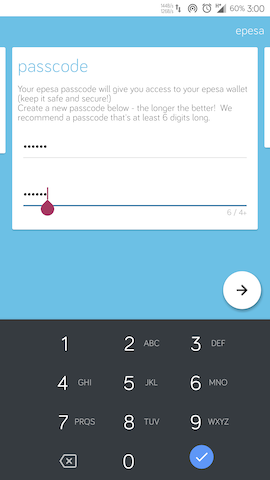 144B/s
125B/s 60% 3:00
epesa
passcode
Your epesa passcode will give you access to your epesa wallet
(keep it safe and secure!)
Create a new passcode below - the longer the better! We
recommend a passcode that's at least 6 digits long.
••••••
••••••
6 / 4+
1 2 ABC 3 DEF
4 GHI 5 JKL 6 MNO
7 PRQS 8 TUV 9 WXYZ
0